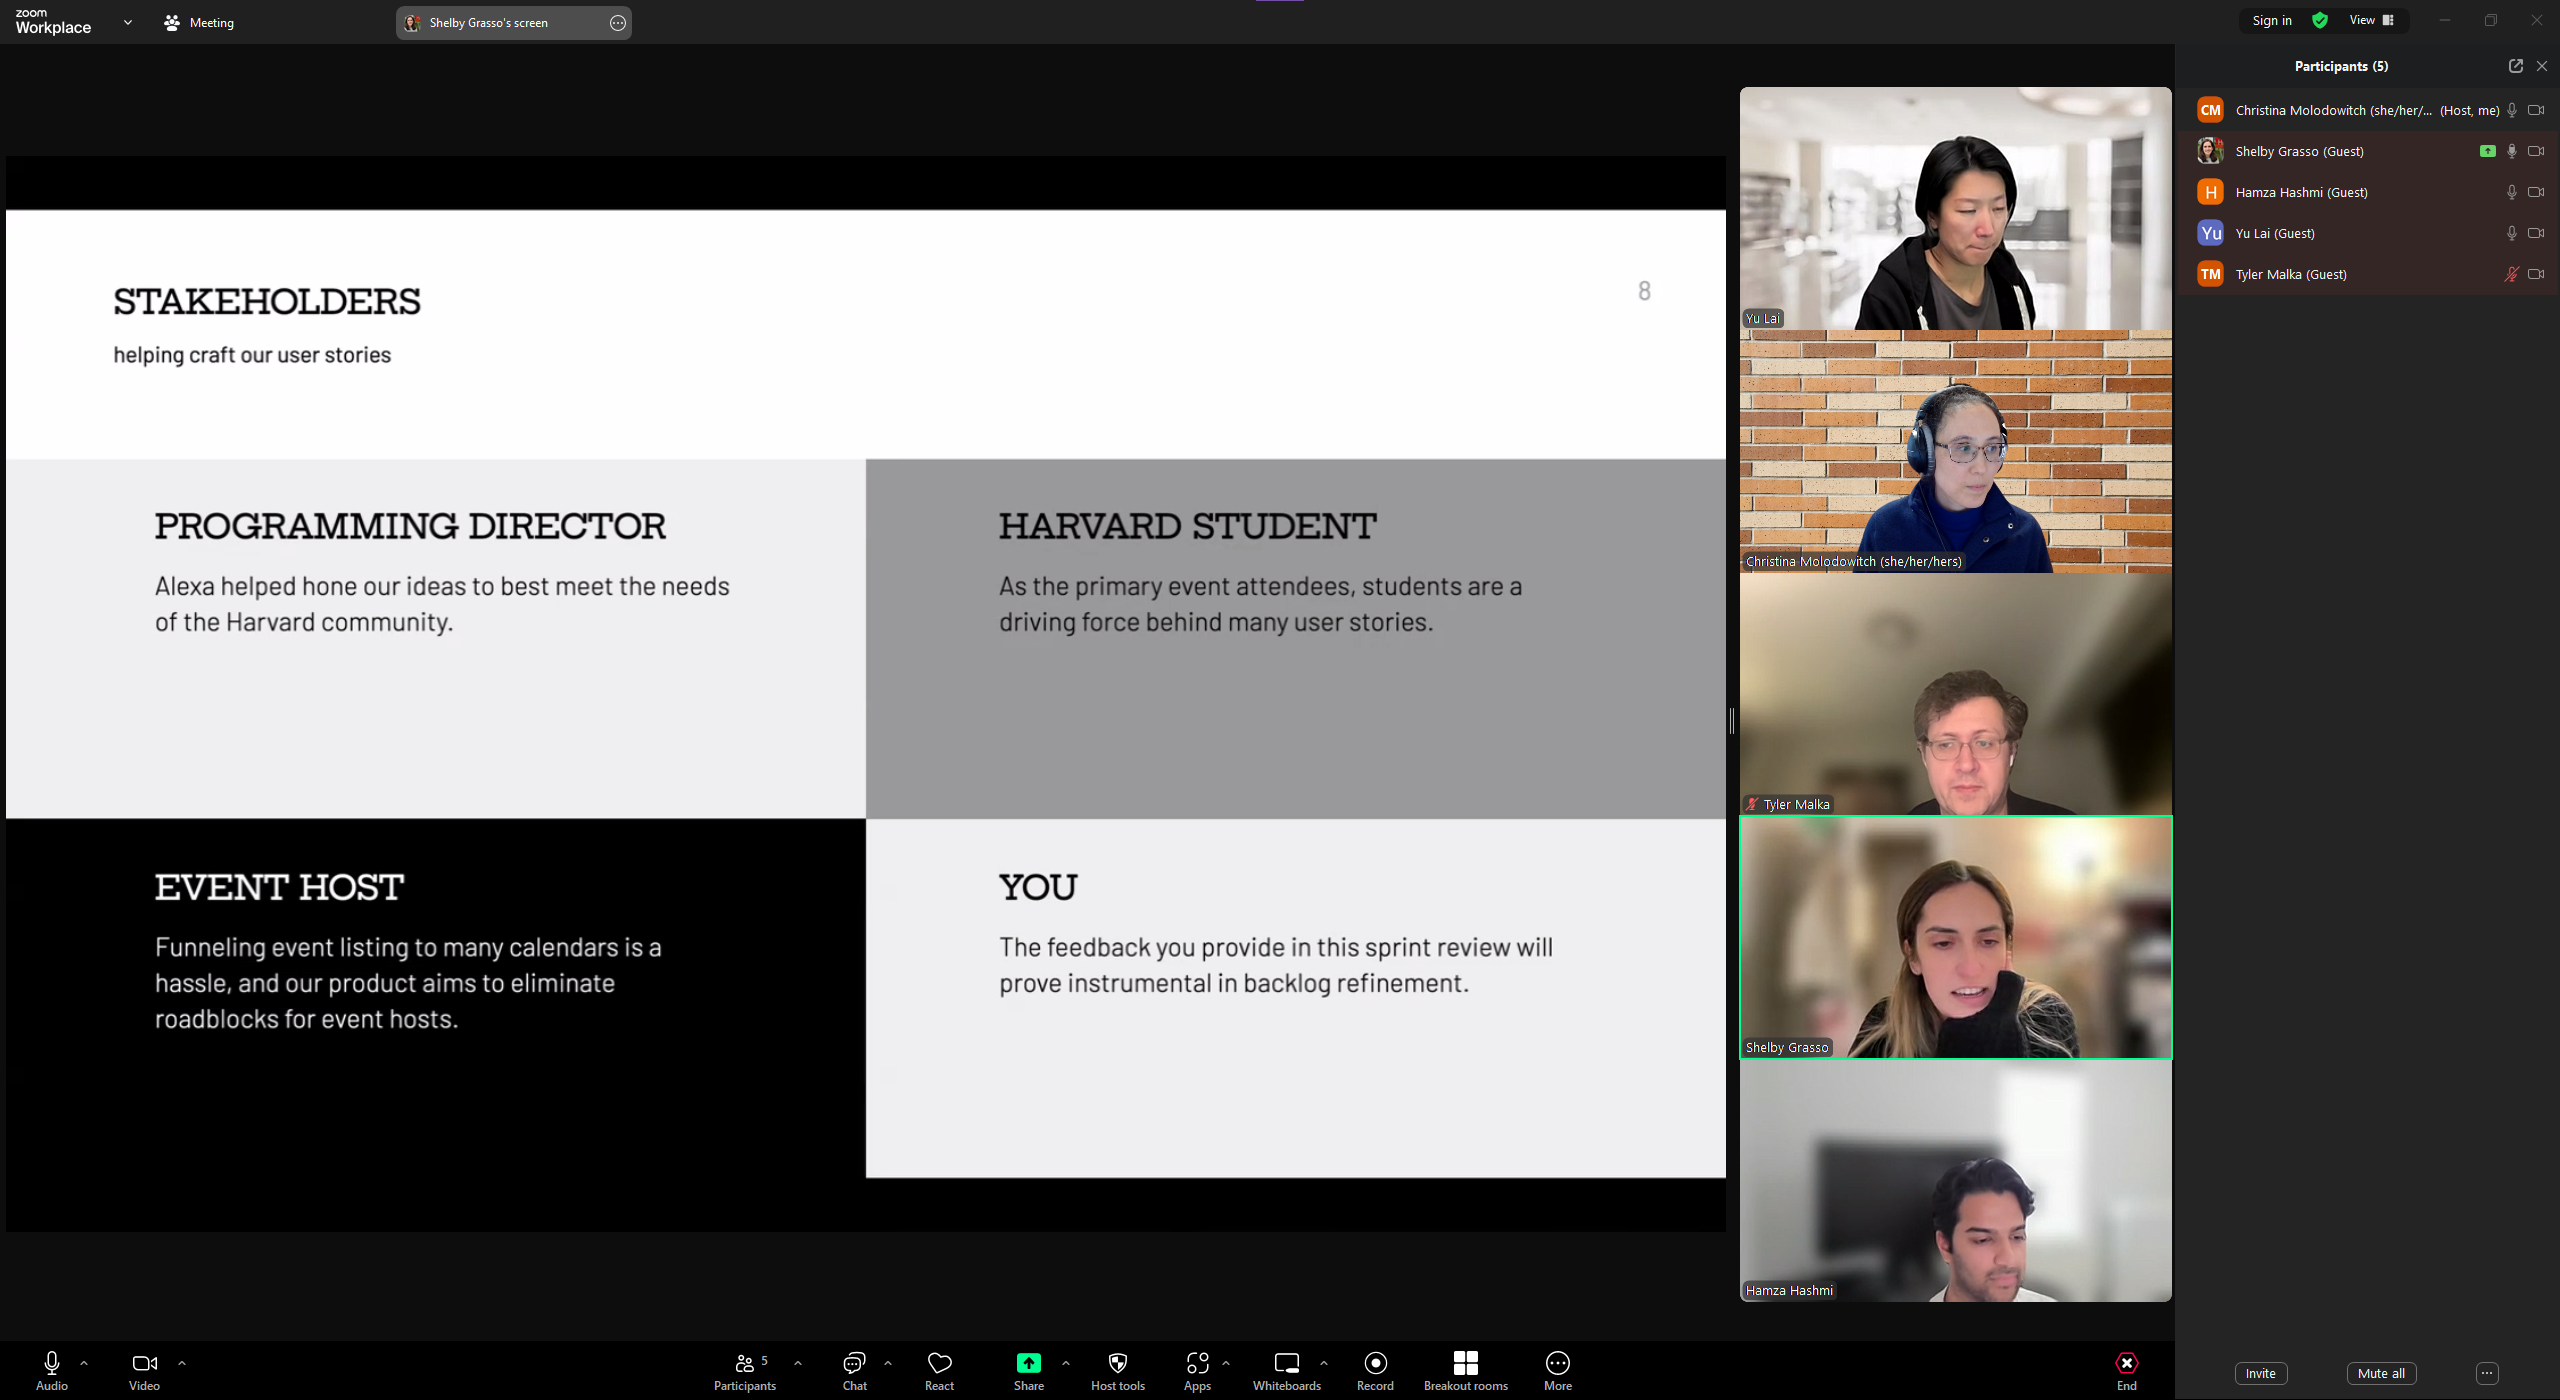 zoom
Workplace
Meeting
Shelby Grasso's screen
Sign in
View
STAKEHOLDERS
8
helping craft our user stories
PROGRAMMING DIRECTOR
Alexa helped hone our ideas to best meet the needs
of the Harvard community.
HARVARD STUDENT
As the primary event attendees, students are a
driving force behind many user stories.
EVENT HOST
Funneling event listing to many calendars is a
hassle, and our product aims to eliminate
roadblocks for event hosts.
YOU
The feedback you provide in this sprint review will
prove instrumental in backlog refinement.
Yu Lai
Christina Molodowitch (she/her/hers)
Tyler Malka
Shelby Grasso
Hamza Hashmi
Participants (5)
CM Christina Molodowitch (she/her/... (Host, me)
Shelby Grasso (Guest)
H Hamza Hashmi (Guest)
Yu Yu Lai (Guest)
TM Tyler Malka (Guest)
Audio
Video
Participants 5
Chat
React
Share
Host tools
Apps
Whiteboards
Record
Breakout rooms
More
End
Invite
Mute all